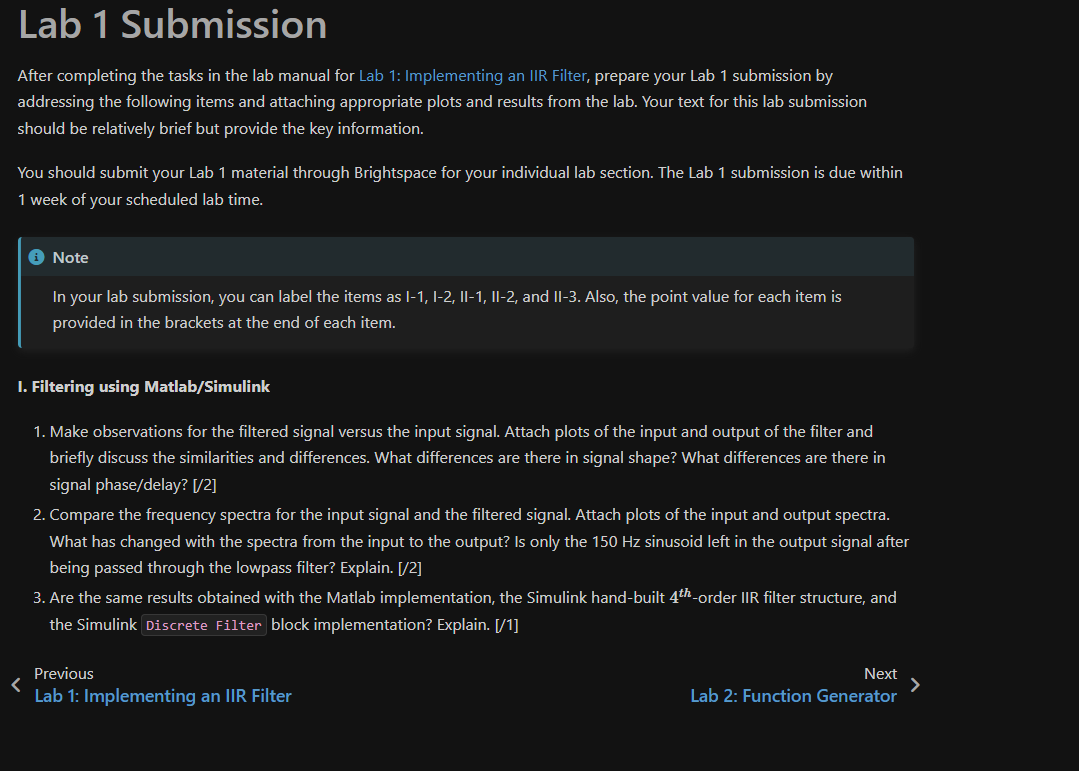 Lab 1 Submission
After completing the tasks in the lab manual for Lab 1: Implementing an IIR Filter, prepare your Lab 1 submission by
addressing the following items and attaching appropriate plots and results from the lab. Your text for this lab submission
should be relatively brief but provide the key information.
You should submit your Lab 1 material through Brightspace for your individual lab section. The Lab 1 submission is due within
1 week of your scheduled lab time.
Note
In your lab submission, you can label the items as I-1, I-2, II-1, II-2, and II-3. Also, the point value for each item is
provided in the brackets at the end of each item.
I. Filtering using Matlab/Simulink
1. Make observations for the filtered signal versus the input signal. Attach plots of the input and output of the filter and
briefly discuss the similarities and differences. What differences are there in signal shape? What differences are there in
signal phase/delay? [/2]
2. Compare the frequency spectra for the input signal and the filtered signal. Attach plots of the input and output spectra.
What has changed with the spectra from the input to the output? Is only the 150 Hz sinusoid left in the output signal after
being passed through the lowpass filter? Explain. [/2]
3. Are the same results obtained with the Matlab implementation, the Simulink hand-built 4th-order IIR filter structure, and
the Simulink Discrete Filter block implementation? Explain. [/1]
Previous
Lab 1: Implementing an IIR Filter
Next
Lab 2: Function Generator